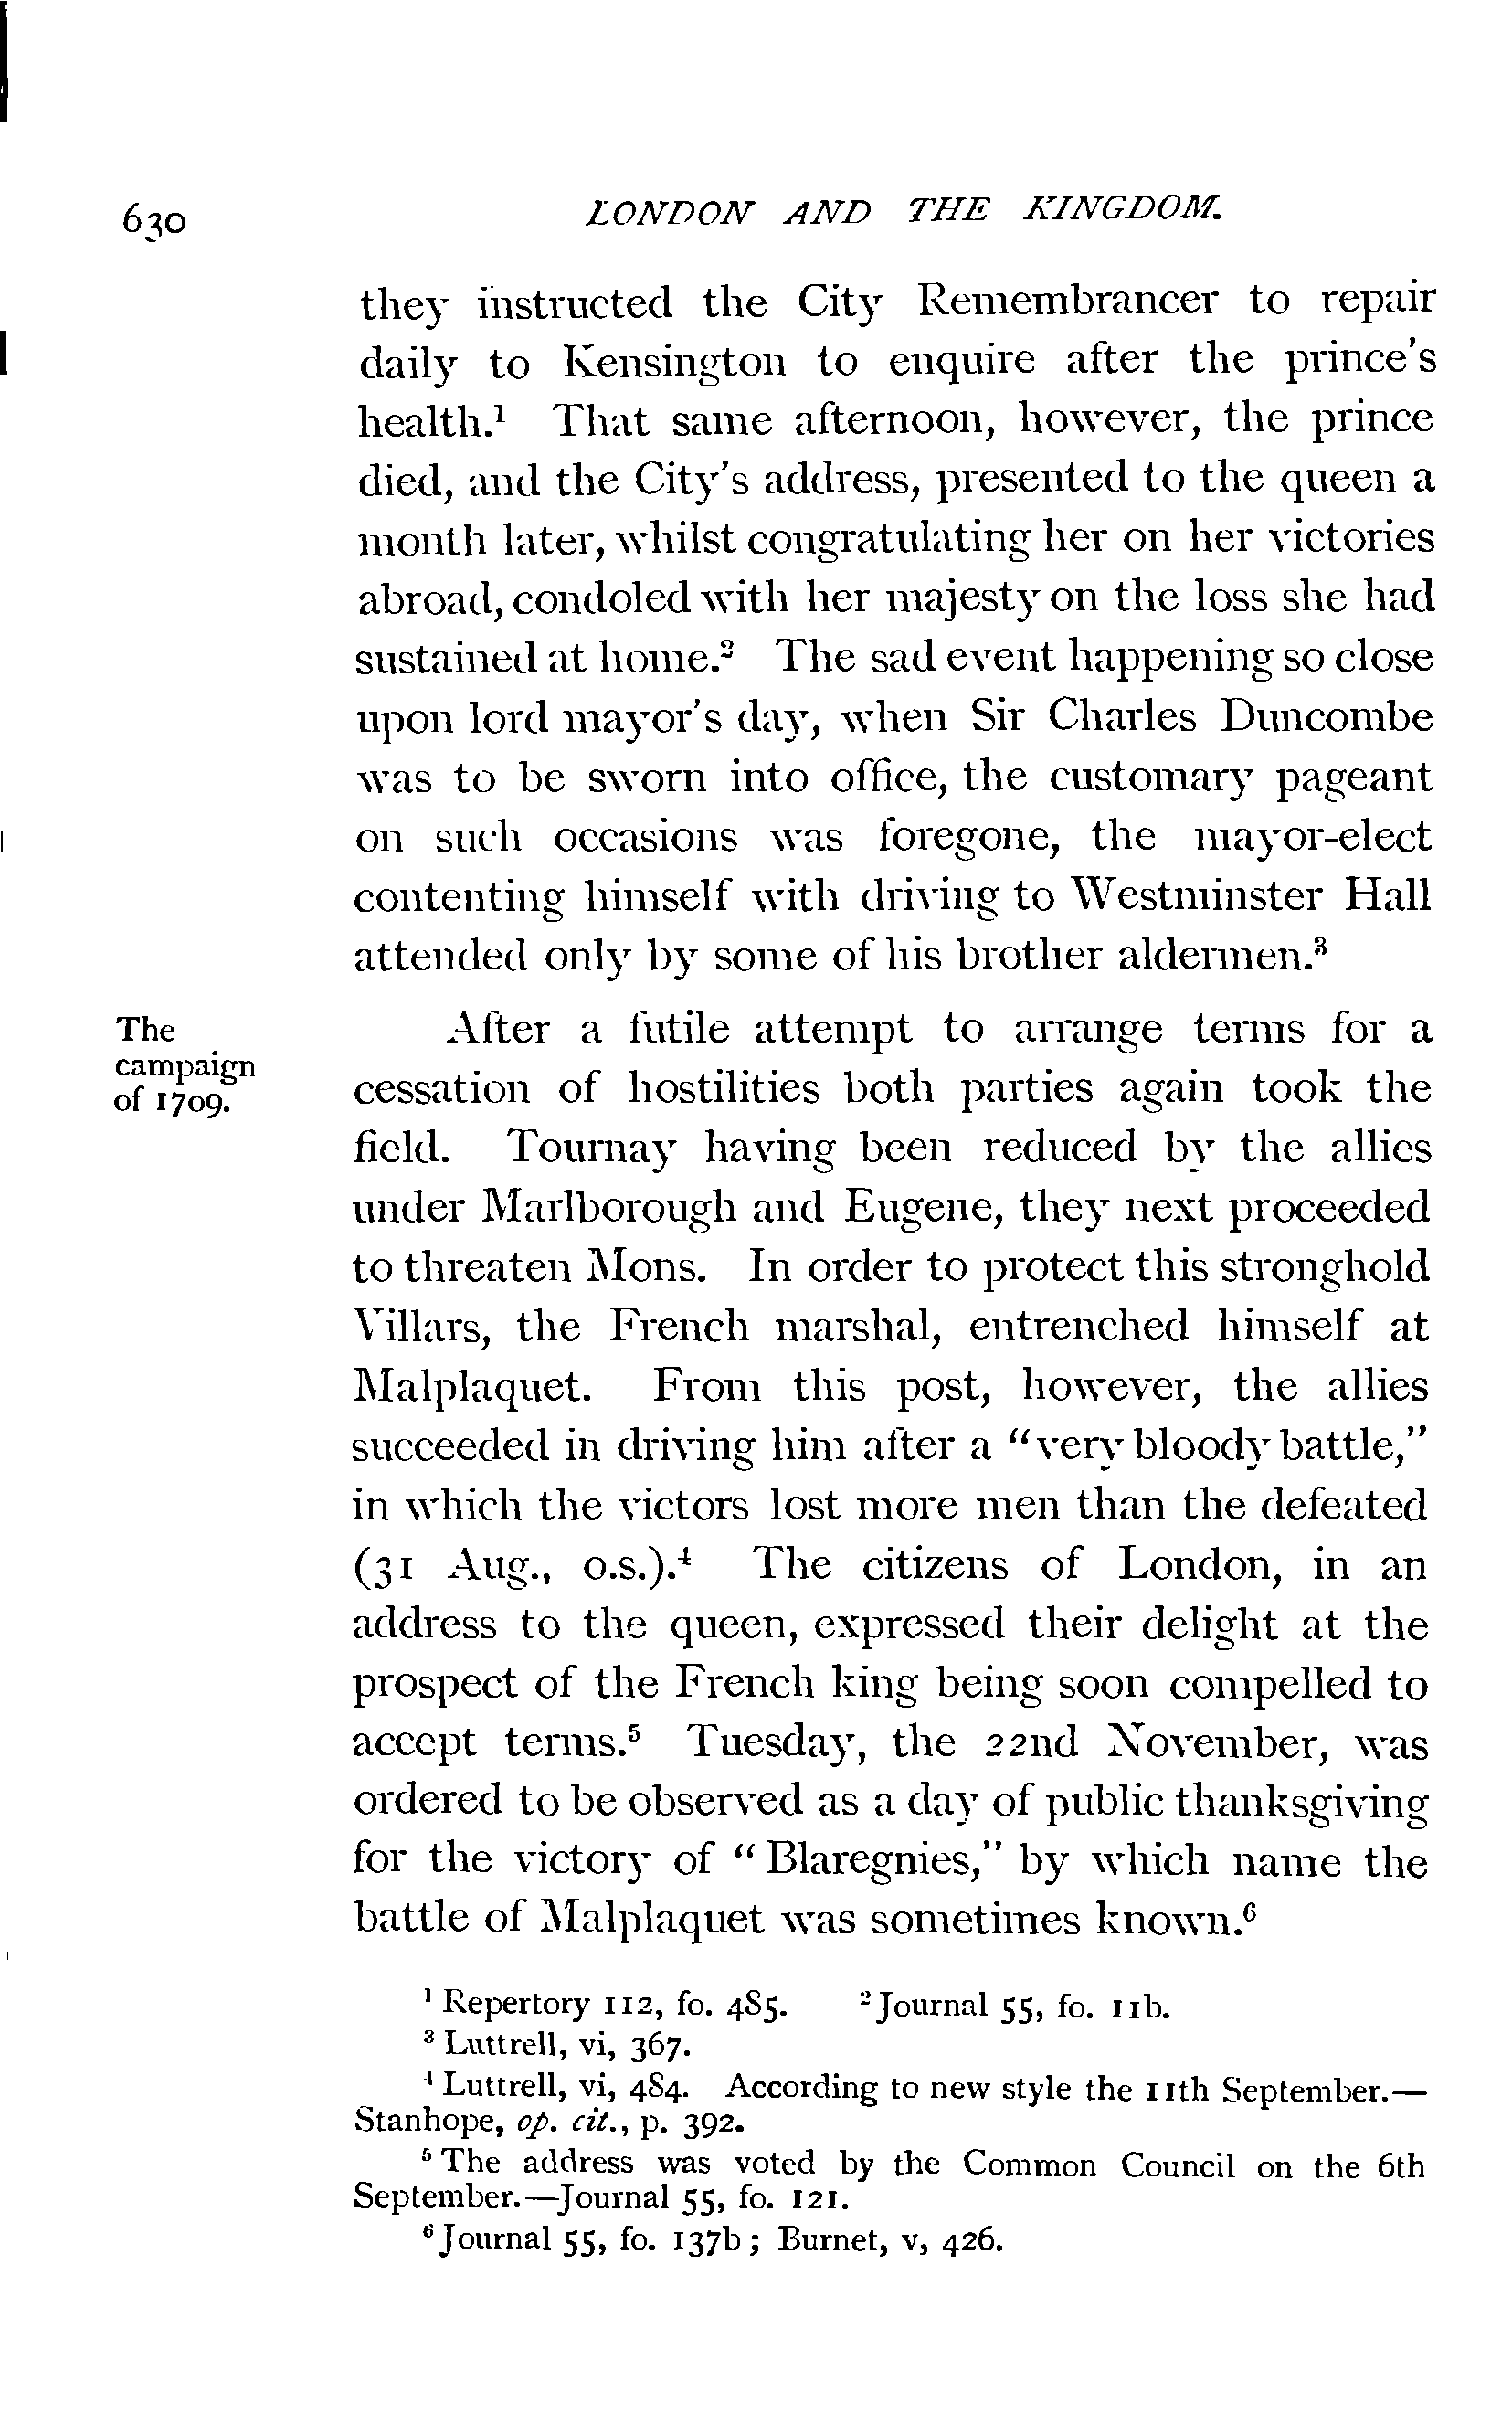 630 LONDON AND THE KINGDOM.
they instructed the City Remembrancer to repair
daily to Kensington to enquire after the prince's
health.¹ That same afternoon, however, the prince
died, and the City's address, presented to the queen a
month later, whilst congratulating her on her victories
abroad, condoled with her majesty on the loss she had
sustained at home.² The sad event happening so close
upon lord mayor's day, when Sir Charles Duncombe
was to be sworn into office, the customary pageant
on such occasions was foregone, the mayor-elect
contenting himself with driving to Westminster Hall
attended only by some of his brother aldermen.³
The
campaign
of 1709.
After a futile attempt to arrange terms for a
cessation of hostilities both parties again took the
field. Tournay having been reduced by the allies
under Marlborough and Eugene, they next proceeded
to threaten Mons. In order to protect this stronghold
Villars, the French marshal, entrenched himself at
Malplaquet. From this post, however, the allies
succeeded in driving him after a "very bloody battle,"
in which the victors lost more men than the defeated
(31 Aug., o.s.).⁴ The citizens of London, in an
address to the queen, expressed their delight at the
prospect of the French king being soon compelled to
accept terms.⁵ Tuesday, the 22nd November, was
ordered to be observed as a day of public thanksgiving
for the victory of "Blaregnies," by which name the
battle of Malplaquet was sometimes known.⁶
¹ Repertory 112, fo. 485. ² Journal 55, fo. 11b.
³ Luttrell, vi, 367.
⁴ Luttrell, vi, 484. According to new style the 11th September.—
Stanhope, op. cit., p. 392.
⁵ The address was voted by the Common Council on the 6th
September.—Journal 55, fo. 121.
⁶ Journal 55, fo. 137b; Burnet, v, 426.